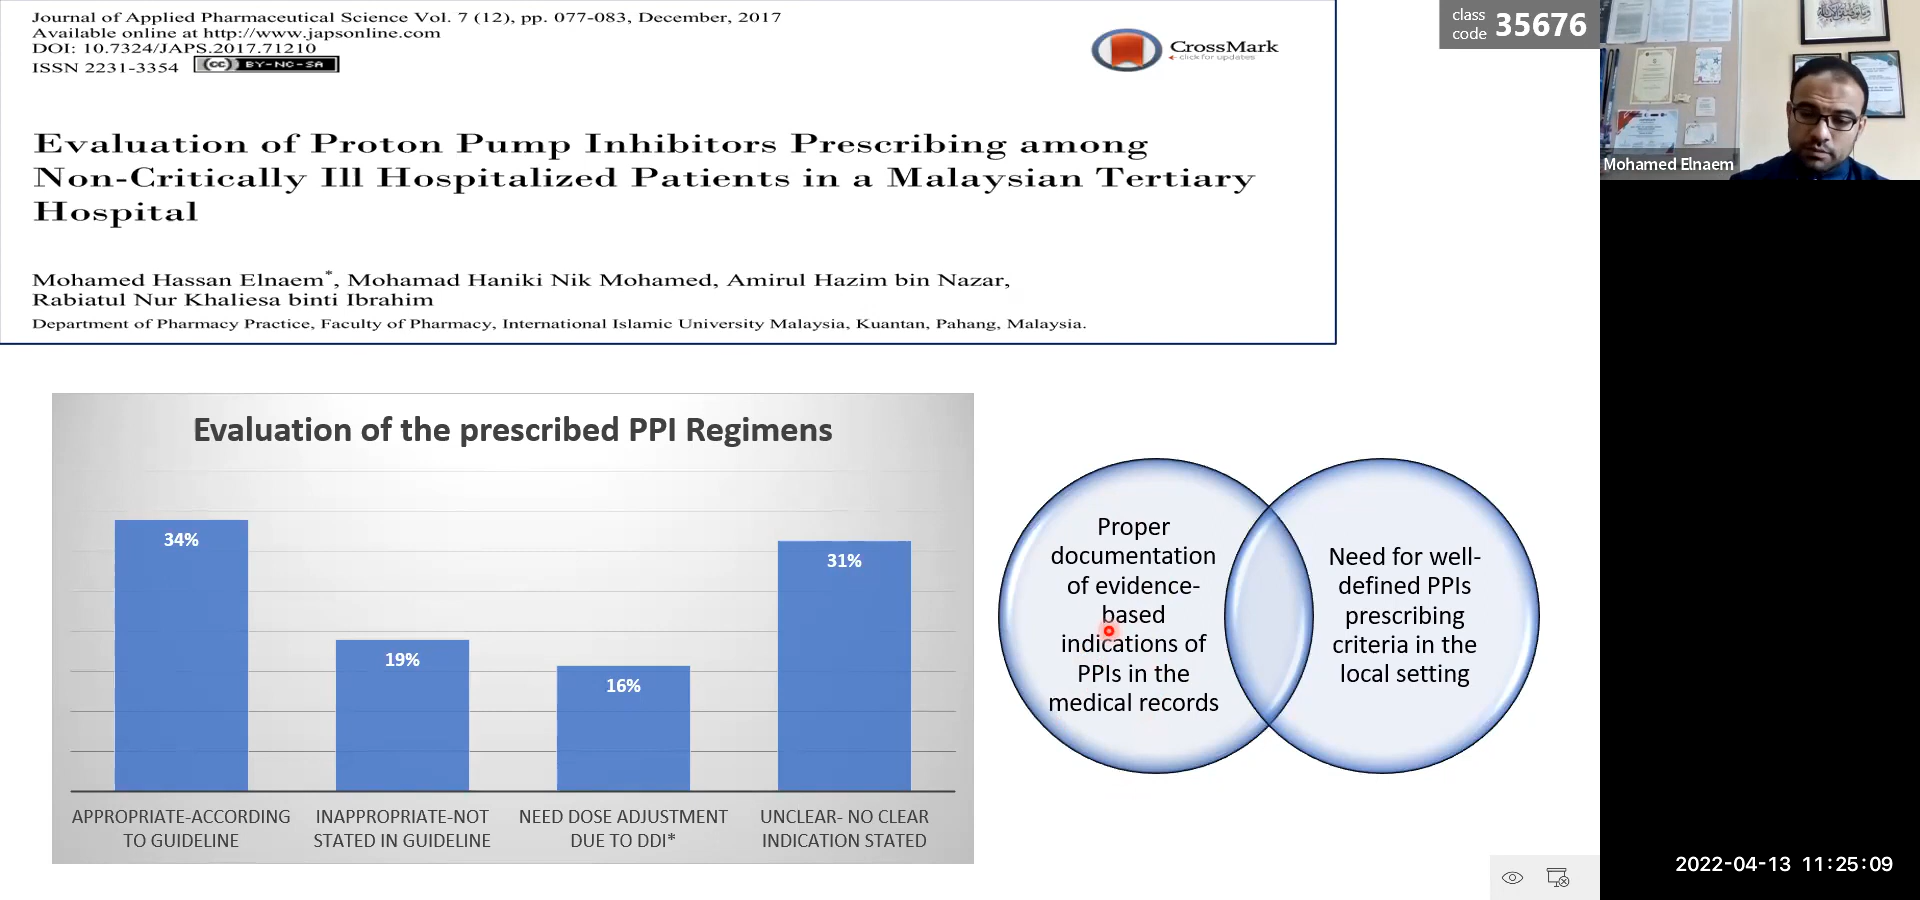 Journal of Applied Pharmaceutical Science Vol. 7 (12), pp. 077-083, December, 2017
Available online at http://www.japsonline.com
DOI: 10.7324/JAPS.2017.71210
ISSN 2231-3354
cc BY-NC-SA
CrossMark
click for updates
Evaluation of Proton Pump Inhibitors Prescribing among
Non-Critically Ill Hospitalized Patients in a Malaysian Tertiary
Hospital
Mohamed Hassan Elnaem*, Mohamad Haniki Nik Mohamed, Amirul Hazim bin Nazar,
Rabiatul Nur Khaliesa binti Ibrahim
Department of Pharmacy Practice, Faculty of Pharmacy, International Islamic University Malaysia, Kuantan, Pahang, Malaysia.
class
code 35676
Mohamed Elnaem
Evaluation of the prescribed PPI Regimens
34%
19%
16%
31%
APPROPRIATE-ACCORDING
TO GUIDELINE
INAPPROPRIATE-NOT
STATED IN GUIDELINE
NEED DOSE ADJUSTMENT
DUE TO DDI*
UNCLEAR- NO CLEAR
INDICATION STATED
Proper
documentation
of evidence-
based
indications of
PPIs in the
medical records
Need for well-
defined PPIs
prescribing
criteria in the
local setting
2022-04-13 11:25:09